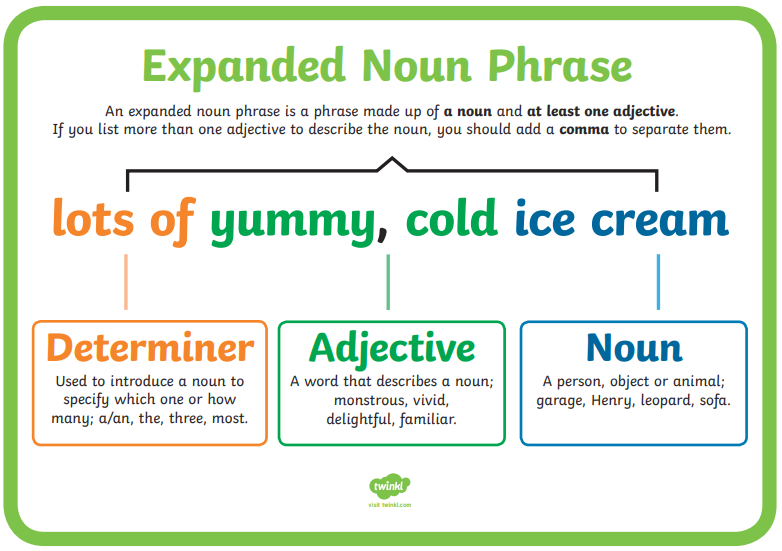 Expanded Noun Phrase
An expanded noun phrase is a phrase made up of a noun and at least one adjective.
If you list more than one adjective to describe the noun, you should add a comma to separate them.
lots of yummy, cold ice cream
Determiner
Used to introduce a noun to
specify which one or how
many; a/an, the, three, most.
Adjective
A word that describes a noun;
monstrous, vivid,
delightful, familiar.
Noun
A person, object or animal;
garage, Henry, leopard, sofa.
twinkl
visit twinkl.com